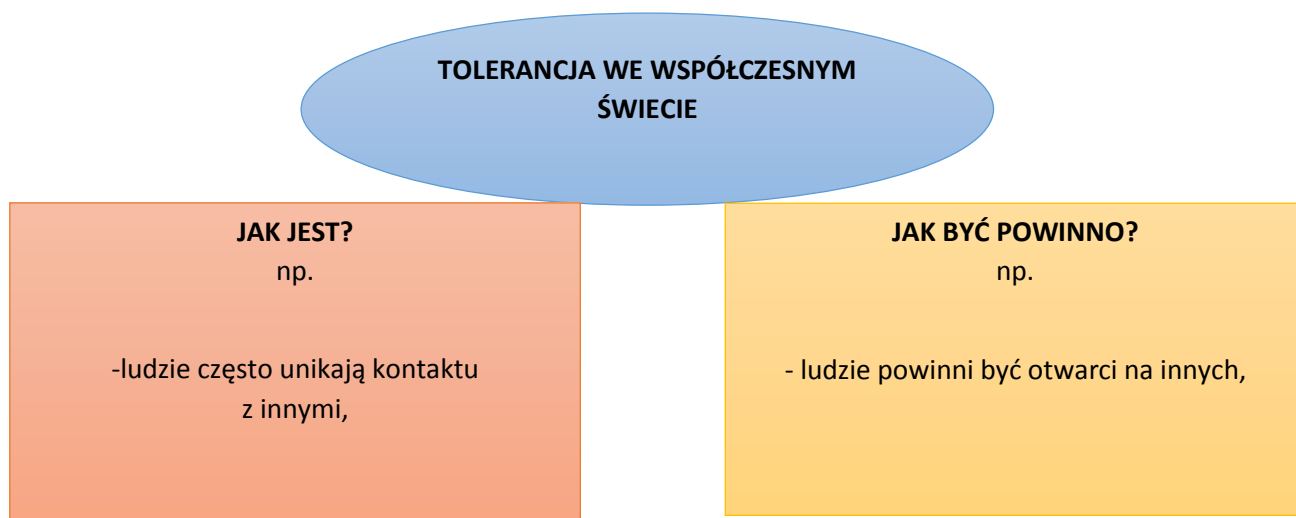 TOLERANCJA WE WSPÓŁCZESNYM
ŚWIECIE
JAK JEST?
np.
-ludzie często unikają kontaktu
z innymi,
JAK BYĆ POWINNO?
np.
- ludzie powinni być otwarci na innych,